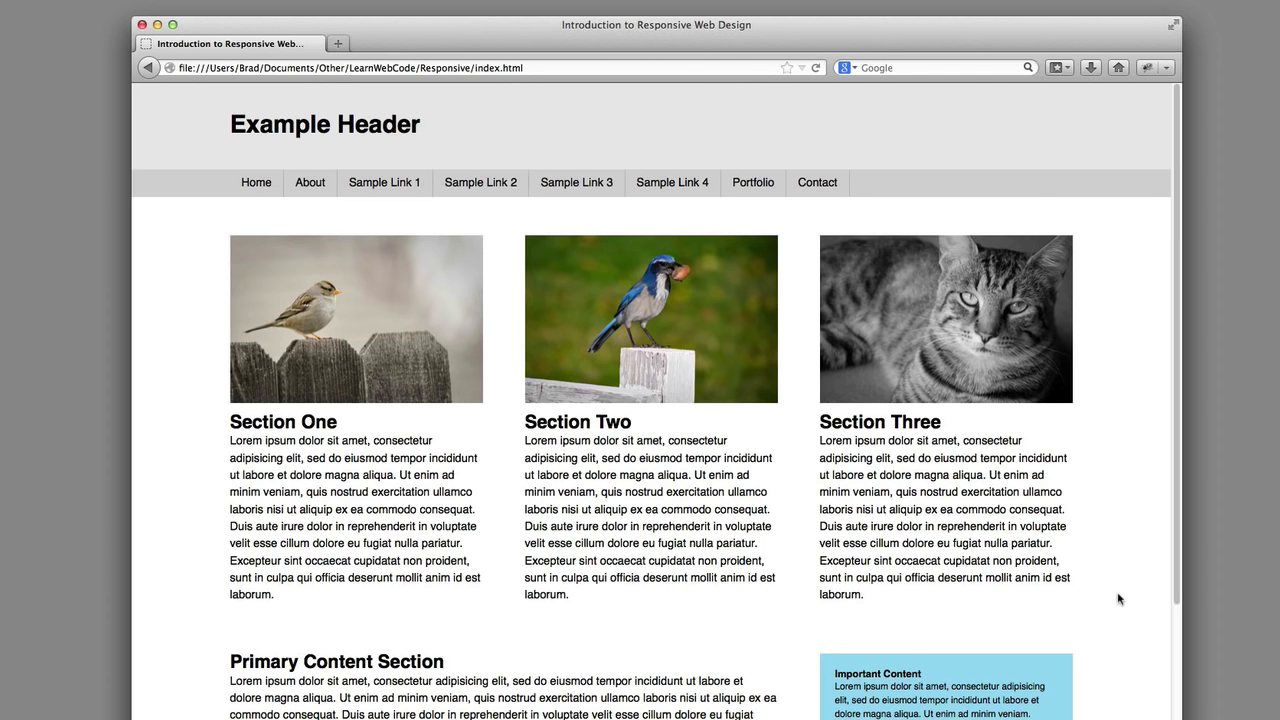 Introduction to Responsive Web Design
Introduction to Responsive Web...
file:///Users/Brad/Documents/Other/LearnWebCode/Responsive/index.html
Google
Example Header
Home About Sample Link 1 Sample Link 2 Sample Link 3 Sample Link 4 Portfolio Contact
Section One
Lorem ipsum dolor sit amet, consectetur
adipisicing elit, sed do eiusmod tempor incididunt
ut labore et dolore magna aliqua. Ut enim ad
minim veniam, quis nostrud exercitation ullamco
laboris nisi ut aliquip ex ea commodo consequat.
Duis aute irure dolor in reprehenderit in voluptate
velit esse cillum dolore eu fugiat nulla pariatur.
Excepteur sint occaecat cupidatat non proident,
sunt in culpa qui officia deserunt mollit anim id est
laborum.
Section Two
Lorem ipsum dolor sit amet, consectetur
adipisicing elit, sed do eiusmod tempor incididunt
ut labore et dolore magna aliqua. Ut enim ad
minim veniam, quis nostrud exercitation ullamco
laboris nisi ut aliquip ex ea commodo consequat.
Duis aute irure dolor in reprehenderit in voluptate
velit esse cillum dolore eu fugiat nulla pariatur.
Excepteur sint occaecat cupidatat non proident,
sunt in culpa qui officia deserunt mollit anim id est
laborum.
Section Three
Lorem ipsum dolor sit amet, consectetur
adipisicing elit, sed do eiusmod tempor incididunt
ut labore et dolore magna aliqua. Ut enim ad
minim veniam, quis nostrud exercitation ullamco
laboris nisi ut aliquip ex ea commodo consequat.
Duis aute irure dolor in reprehenderit in voluptate
velit esse cillum dolore eu fugiat nulla pariatur.
Excepteur sint occaecat cupidatat non proident,
sunt in culpa qui officia deserunt mollit anim id est
laborum.
Primary Content Section
Lorem ipsum dolor sit amet, consectetur adipisicing elit, sed do eiusmod tempor incididunt ut labore et
dolore magna aliqua. Ut enim ad minim veniam, quis nostrud exercitation ullamco laboris nisi ut aliquip ex ea
commodo consequat. Duis aute irure dolor in reprehenderit in voluptate velit esse cillum dolore eu fugiat
Important Content
Lorem ipsum dolor sit amet, consectetur adipisicing
elit, sed do eiusmod tempor incididunt ut labore et
dolore magna aliqua. Ut enim ad minim veniam.